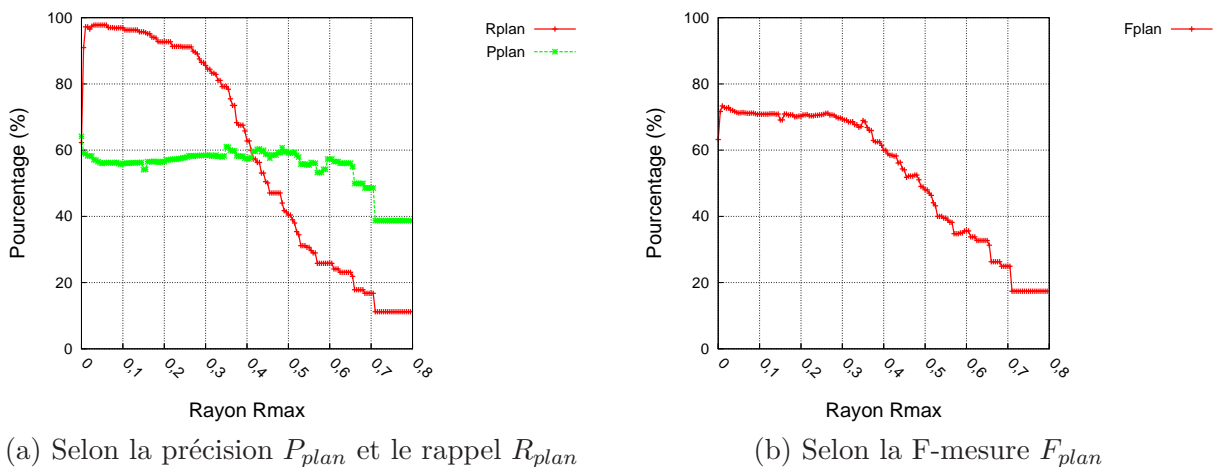 100
80
60
40
20
0
Pourcentage (%)
0 0,1 0,2 0,3 0,4 0,5 0,6 0,7 0,8
Rayon Rmax
Rplan
Pplan
(a) Selon la précision P_plan et le rappel R_plan
100
80
60
40
20
0
Pourcentage (%)
0 0,1 0,2 0,3 0,4 0,5 0,6 0,7 0,8
Rayon Rmax
Fplan
(b) Selon la F-mesure F_plan